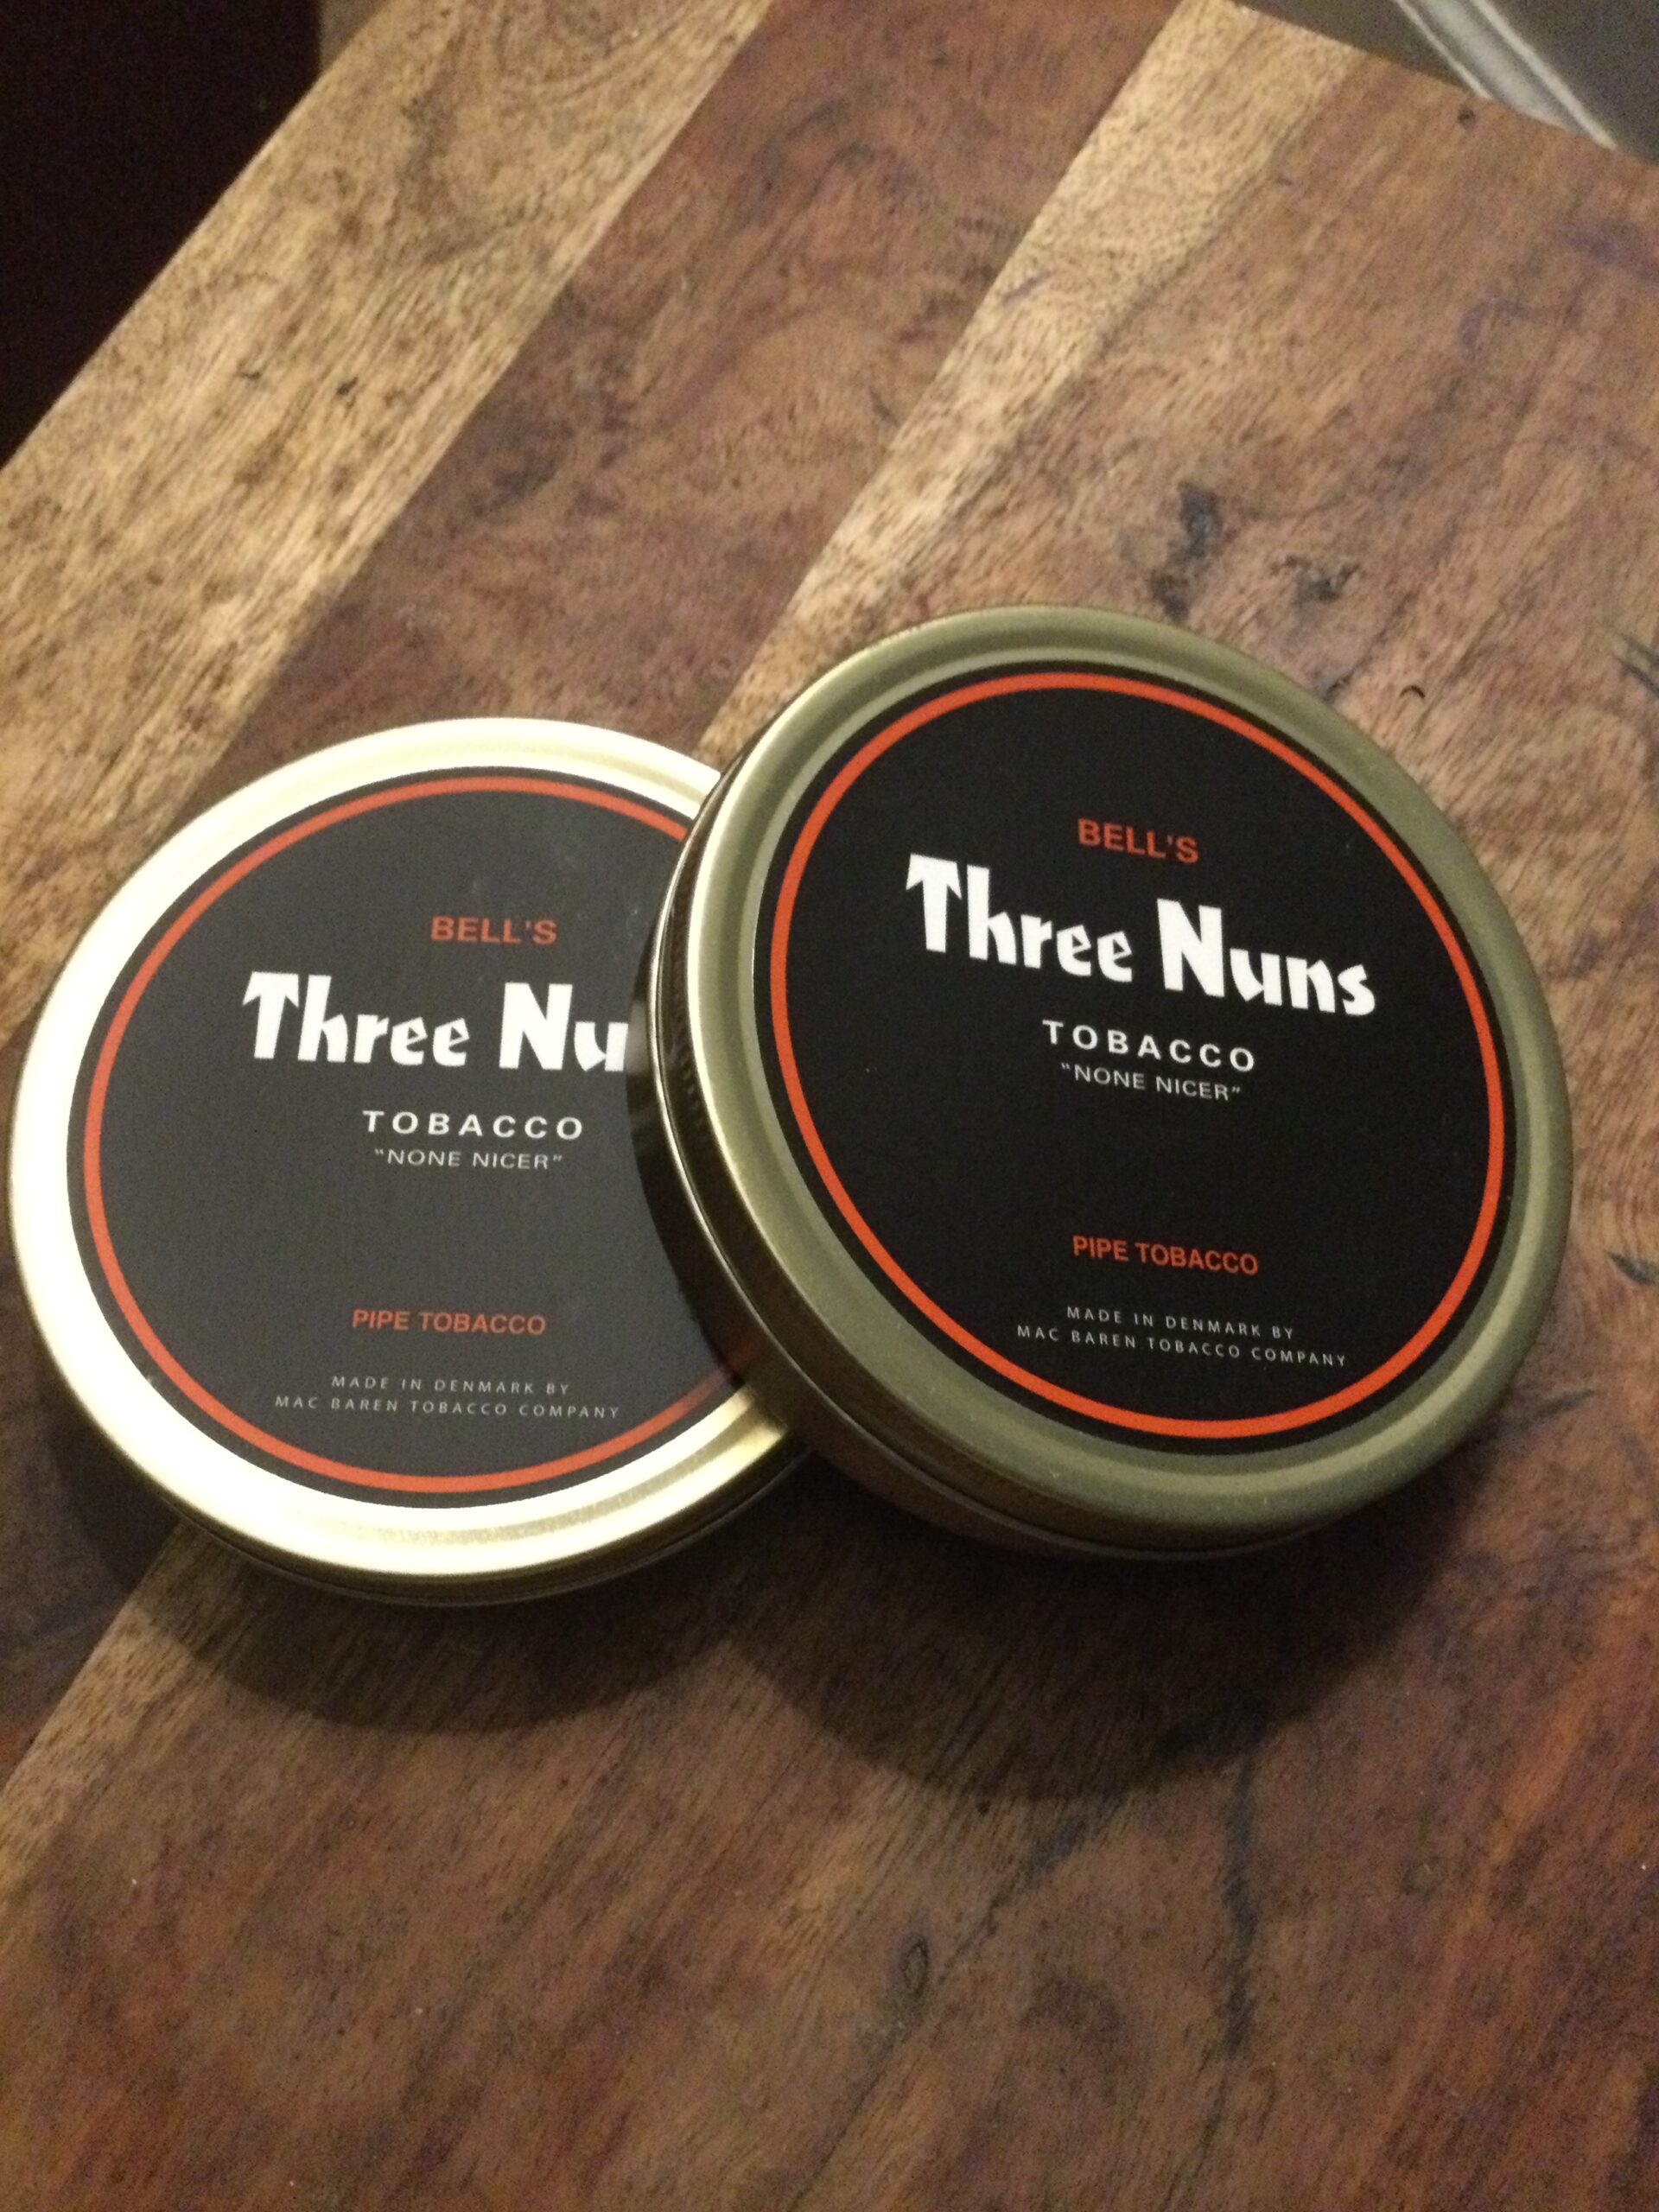 BELL'S
Three Nu
TOBACCO
"NONE NICER"
PIPE TOBACCO
MADE IN DENMARK BY
MAC BAREN TOBACCO COMPANY
BELL'S
Three Nuns
TOBACCO
"NONE NICER"
PIPE TOBACCO
MADE IN DENMARK BY
MAC BAREN TOBACCO COMPANY